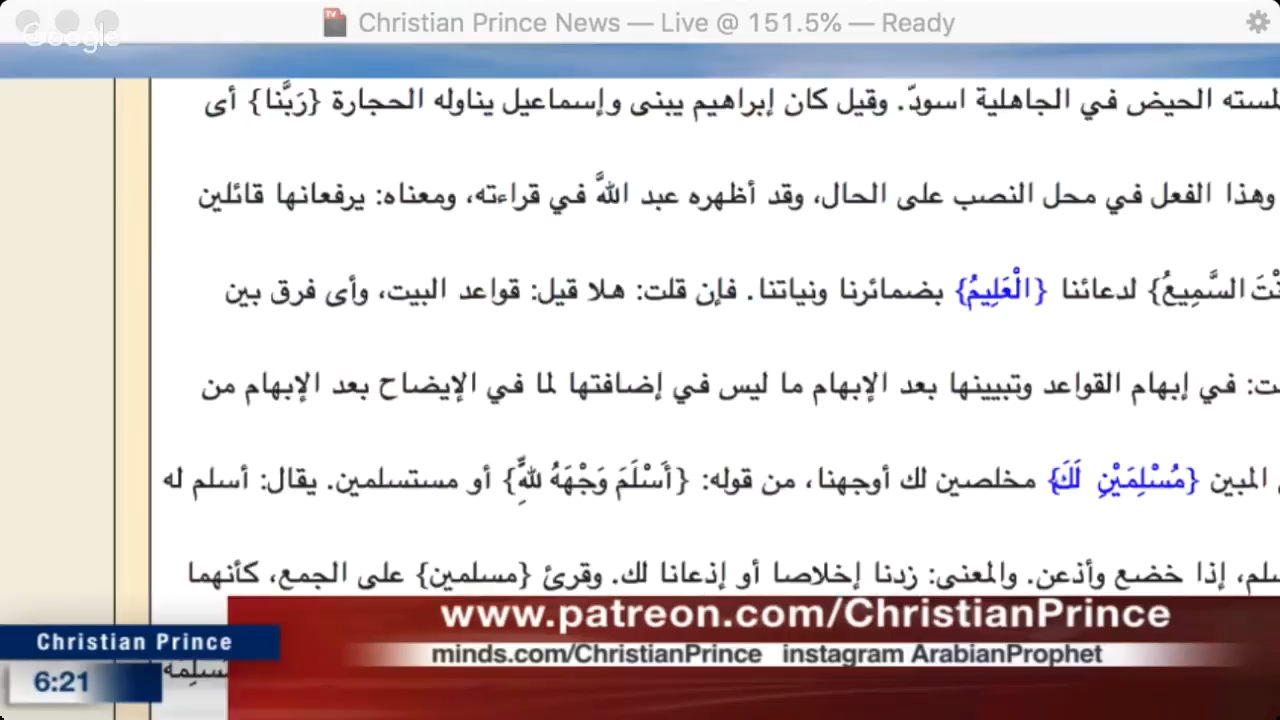 Christian Prince News — Live @ 151.5% — Ready
Google
الحيض في الجاهلية اسودّ. وقيل كان إبراهيم يبنى وإسماعيل يناوله الحجارة {رَبَّنا} أى
وهذا الفعل في محل النصب على الحال، وقد أظهره عبد اللَّه في قراءته، ومعناه: يرفعانها قائلين
السَّمِيعُ} لدعائنا {الْعَلِيمُ} بضمائرنا ونياتنا. فإن قلت: هلا قيل: قواعد البيت، وأى فرق بين
في إبهام القواعد وتبيينها بعد الإبهام ما ليس في إضافتها لما في الإيضاح بعد الإبهام من
المبين {مُسْلِمَيْنِ لَكَ} مخلصين لك أوجهنا، من قوله: {أَسْلَمَ وَجْهَهُ للَّهِ} أو مستسلمين. يقال: أسلم له
إذا خضع وأذعن. والمعنى: زدنا إخلاصا أو إذعانا لك. وقرئ {مسلمين} على الجمع، كأنهما
www.patreon.com/ChristianPrince
Christian Prince
minds.com/ChristianPrince instagram ArabianProphet
6:21